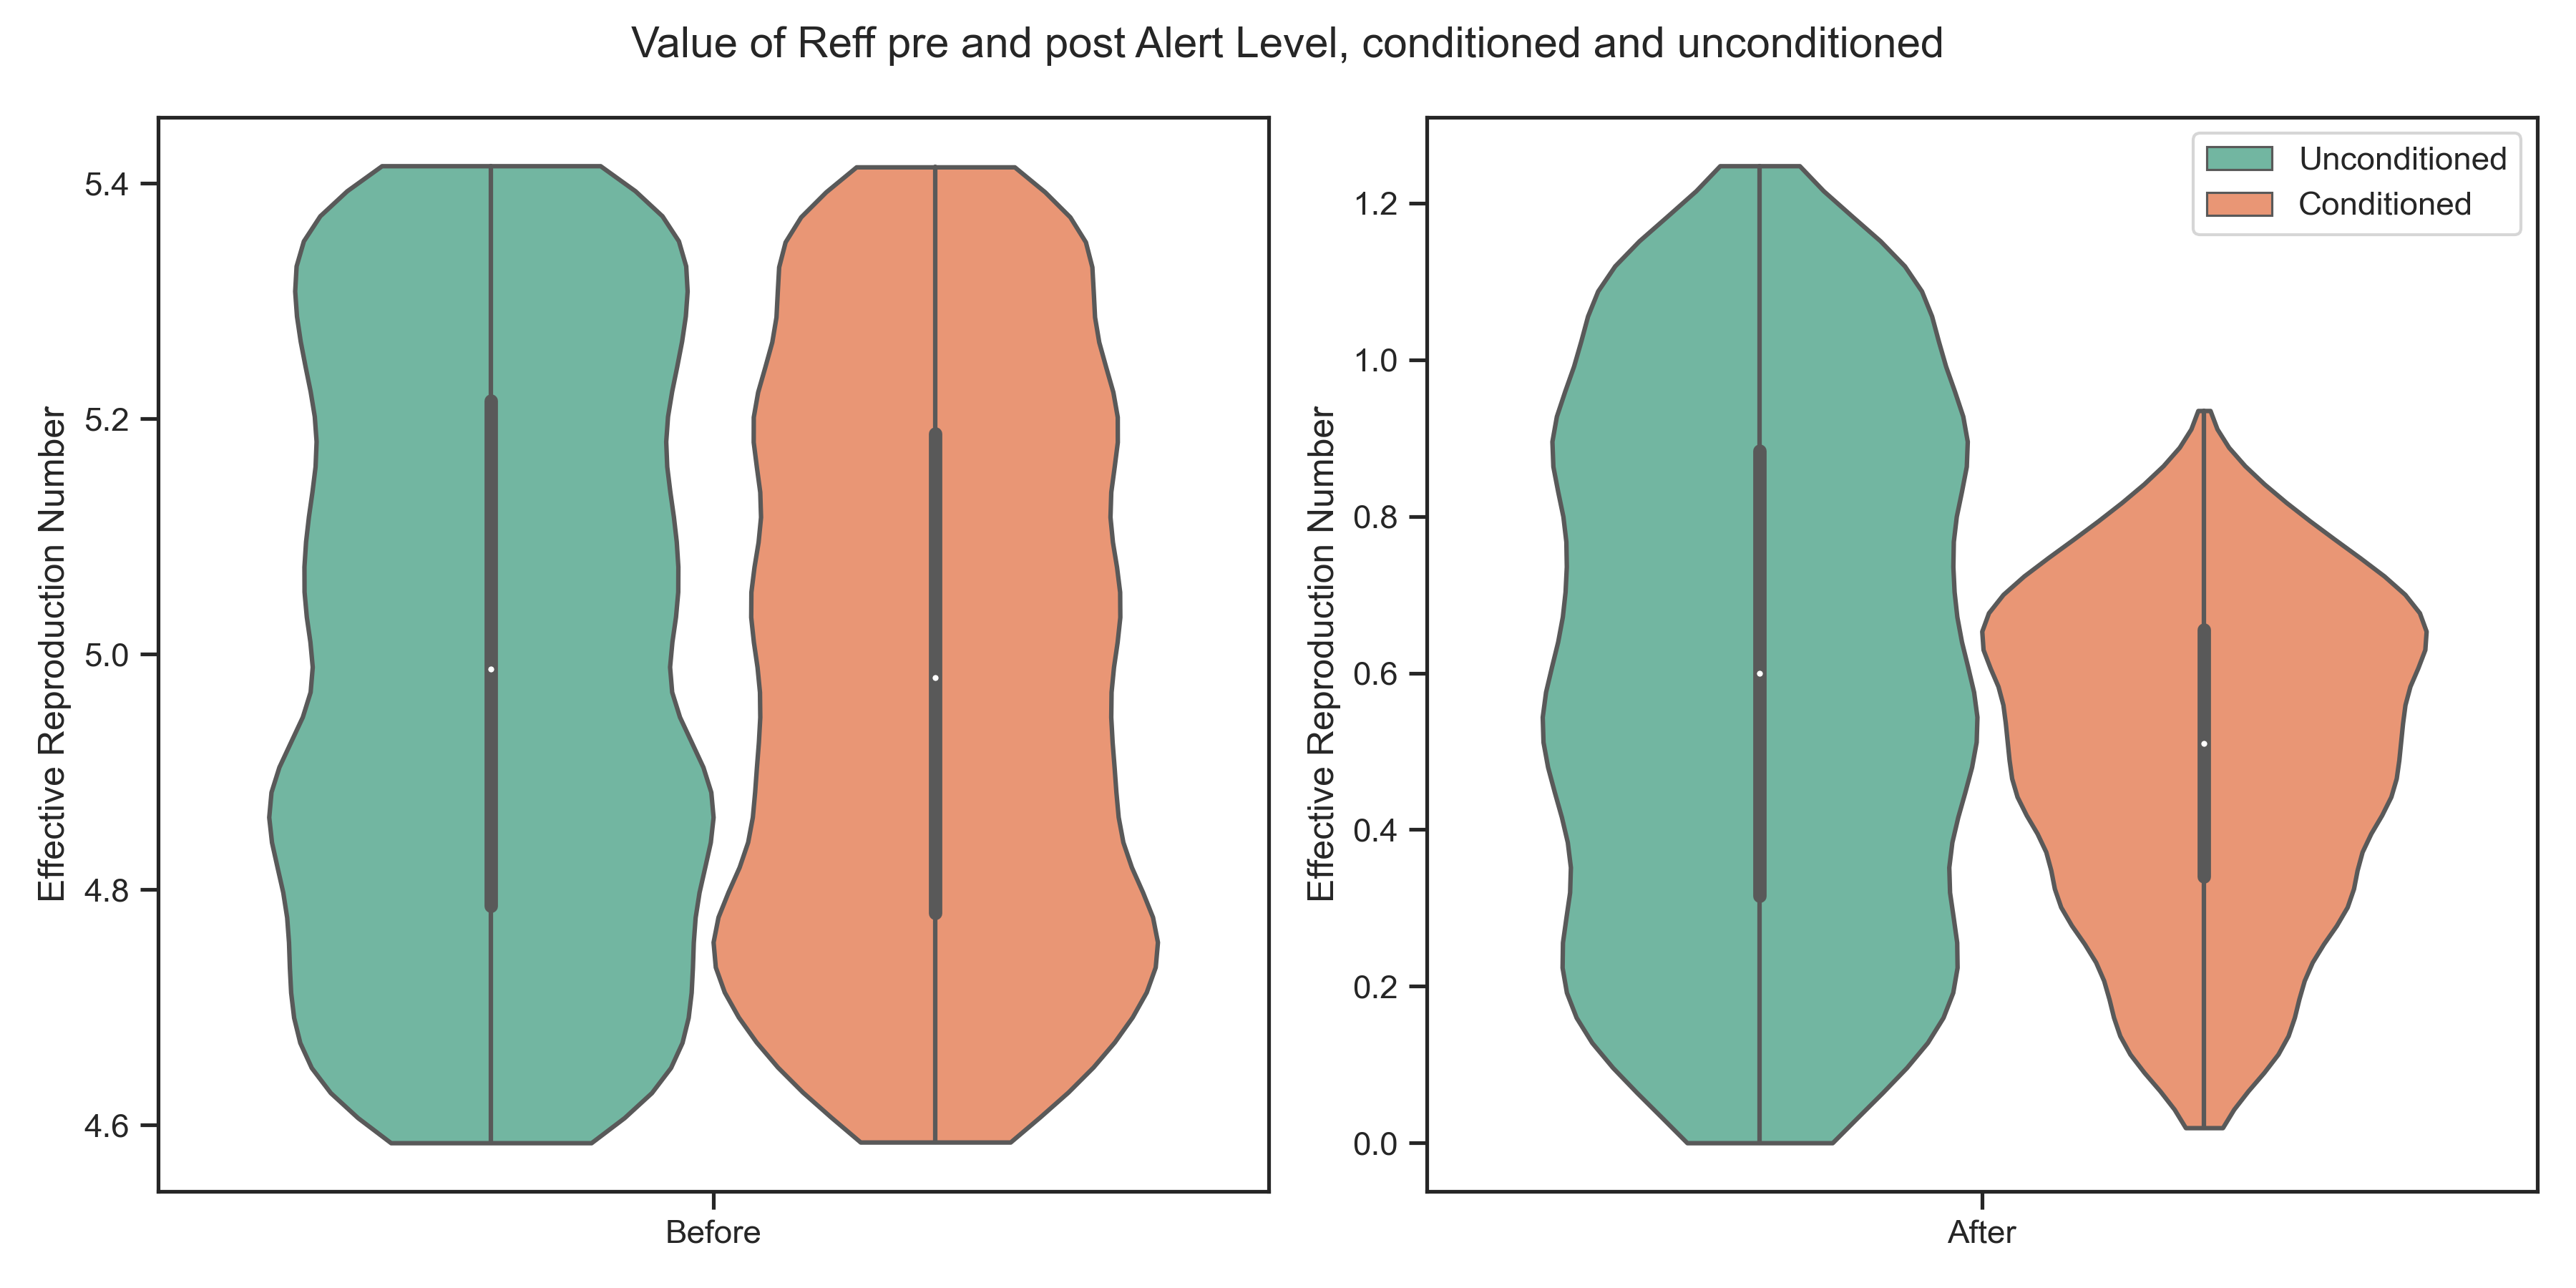 Value of Reff pre and post Alert Level, conditioned and unconditioned
Effective Reproduction Number
5.4
5.2
5.0
4.8
4.6
Before
Effective Reproduction Number
1.2
1.0
0.8
0.6
0.4
0.2
0.0
After
Unconditioned
Conditioned